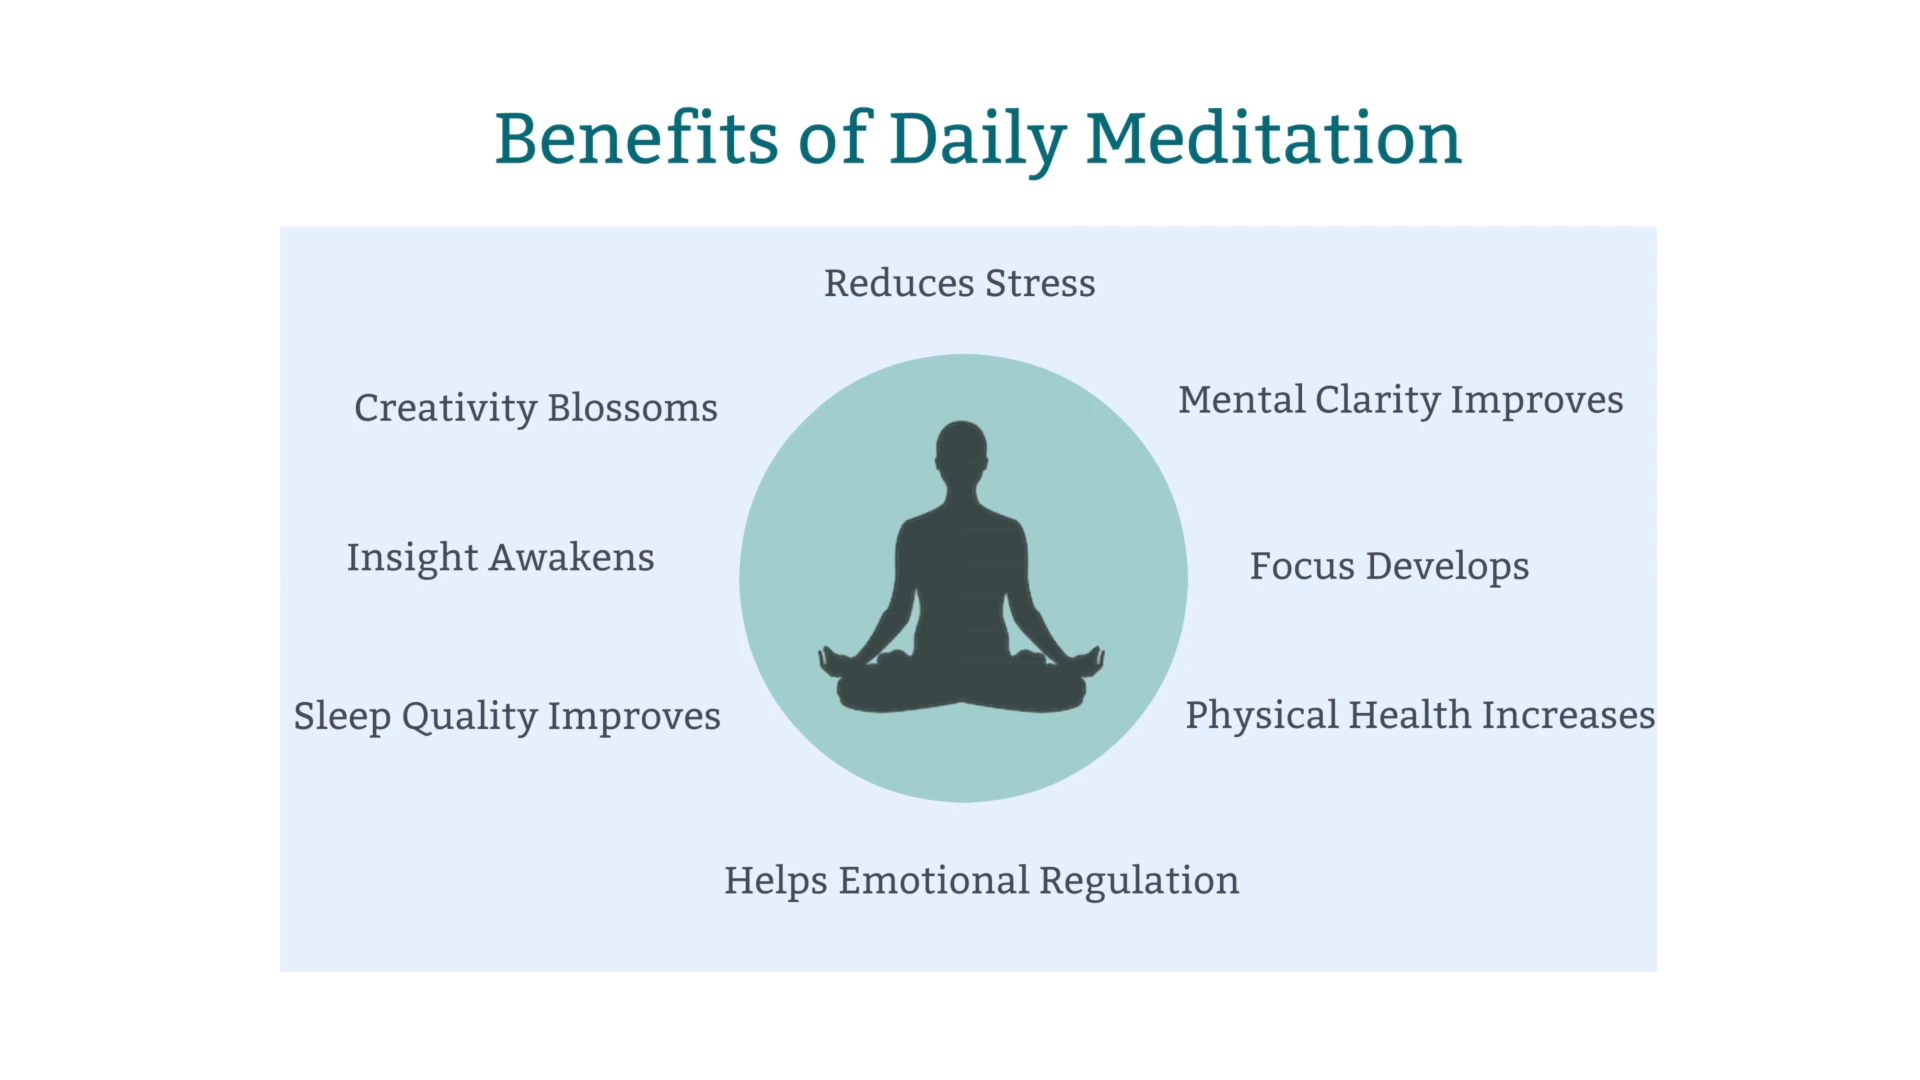 Benefits of Daily Meditation
Reduces Stress
Creativity Blossoms
Mental Clarity Improves
Insight Awakens
Focus Develops
Sleep Quality Improves
Physical Health Increases
Helps Emotional Regulation